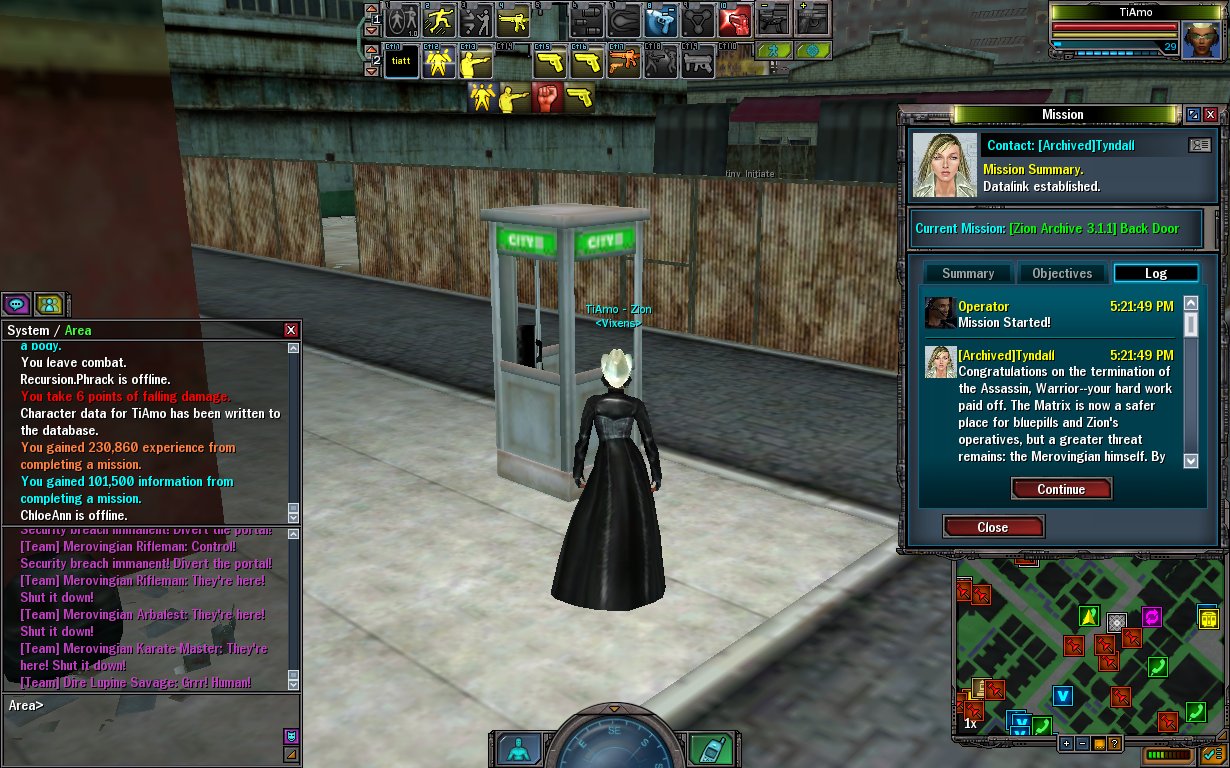 1
2
tiatt
TiAmo
29
Mission
Contact: [Archived]Tyndall
Mission Summary.
Datalink established.
Current Mission: [Zion Archive 3.1.1] Back Door
Summary
Objectives
Log
Operator
5:21:49 PM
Mission Started!
[Archived]Tyndall
5:21:49 PM
Congratulations on the termination of
the Assassin, Warrior--your hard work
paid off. The Matrix is now a safer
place for bluepills and Zion's
operatives, but a greater threat
remains: the Merovingian himself. By
Continue
Close
CITY
CITY
TiAmo - Zion
<Vixens>
System / Area
a body.
You leave combat.
Recursion.Phrack is offline.
You take 6 points of falling damage.
Character data for TiAmo has been written to
the database.
You gained 230,860 experience from
completing a mission.
You gained 101,500 information from
completing a mission.
ChloeAnn is offline.
Security breach immanent! Divert the portal!
[Team] Merovingian Rifleman: Control!
Security breach immanent! Divert the portal!
[Team] Merovingian Rifleman: They're here!
Shut it down!
[Team] Merovingian Arbalest: They're here!
Shut it down!
[Team] Merovingian Karate Master: They're
here! Shut it down!
[Team] Dire Lupine Savage: Grrr! Human!
Area>
SE
E
S
1x